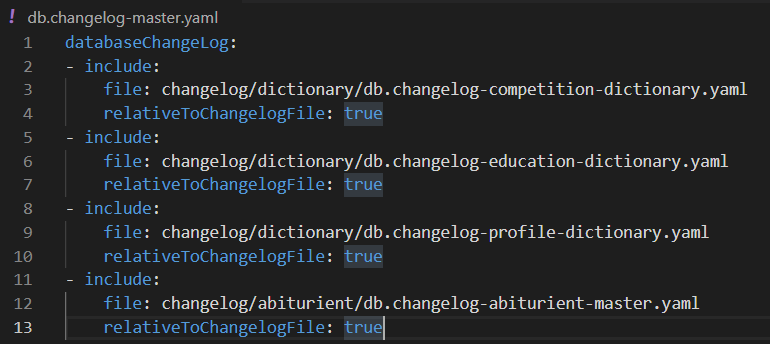 ! db.changelog-master.yaml
1 databaseChangeLog:
2 - include:
3     file: changelog/dictionary/db.changelog-competition-dictionary.yaml
4     relativeToChangelogFile: true
5 - include:
6     file: changelog/dictionary/db.changelog-education-dictionary.yaml
7     relativeToChangelogFile: true
8 - include:
9     file: changelog/dictionary/db.changelog-profile-dictionary.yaml
10     relativeToChangelogFile: true
11 - include:
12     file: changelog/abiturient/db.changelog-abiturient-master.yaml
13     relativeToChangelogFile: true